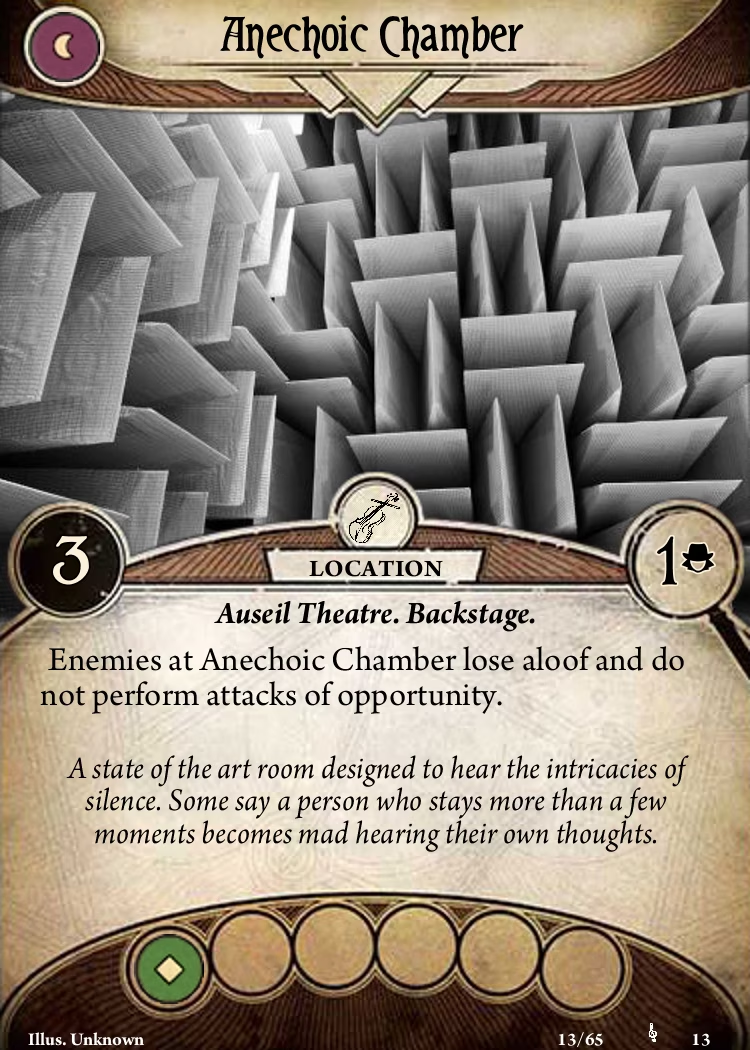 Anechoic Chamber
3
LOCATION
1
Auseil Theatre. Backstage.
Enemies at Anechoic Chamber lose aloof and do
not perform attacks of opportunity.
A state of the art room designed to hear the intricacies of
silence. Some say a person who stays more than a few
moments becomes mad hearing their own thoughts.
Illus. Unknown
13/65
13